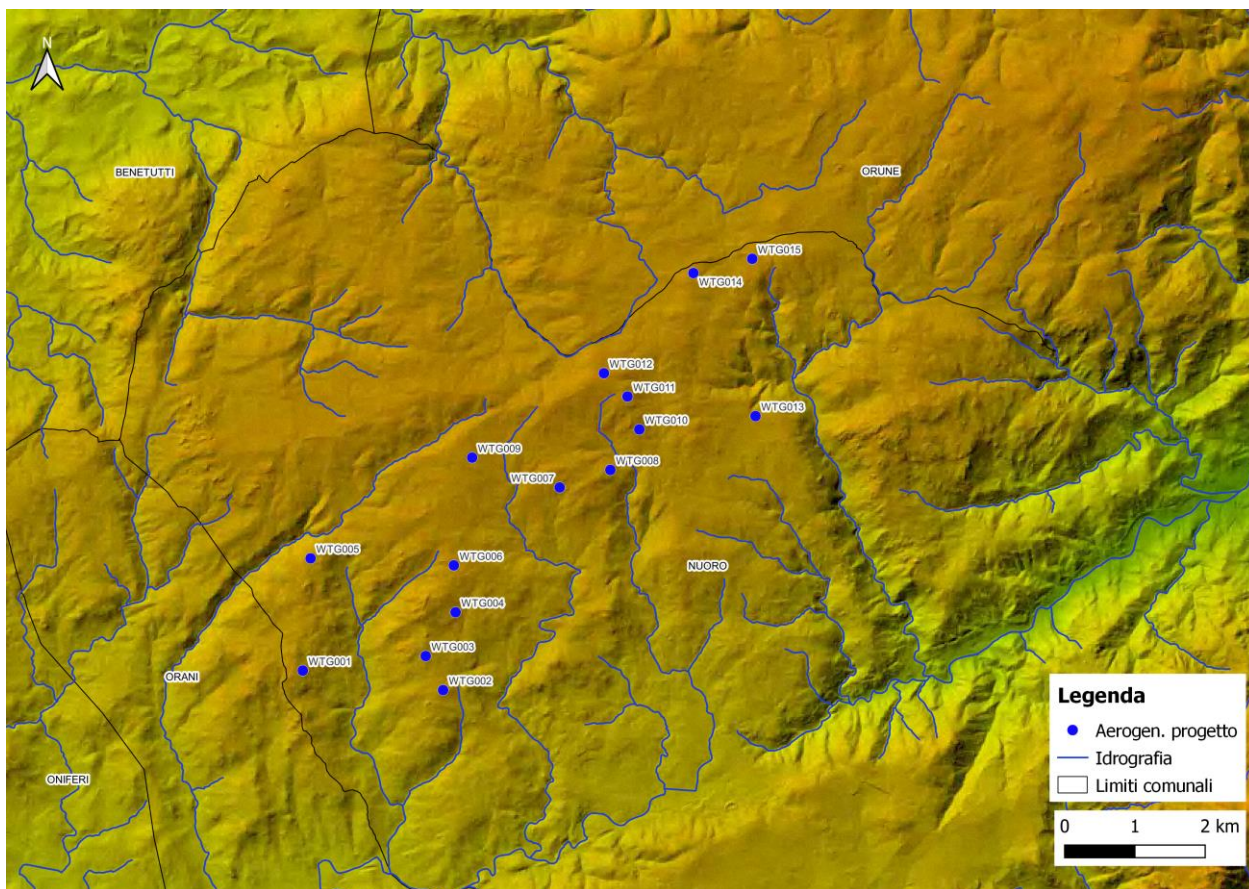 N
BENETUTTI
ORUNE
WTG015
WTG014
WTG012
WTG011
WTG013
WTG010
WTG009
WTG008
WTG007
WTG005
WTG006
NUORO
WTG004
WTG003
WTG001
ORANI
WTG002
ONIFERI
Legenda
Aerogen. progetto
Idrografia
Limiti comunali
0 1 2 km